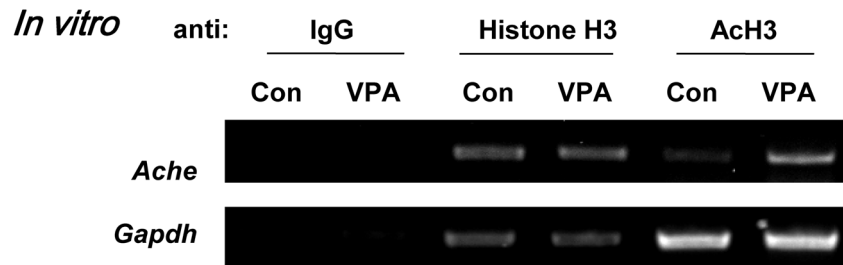 In vitro anti: IgG Histone H3 AcH3
Con VPA Con VPA Con VPA
Ache
Gapdh